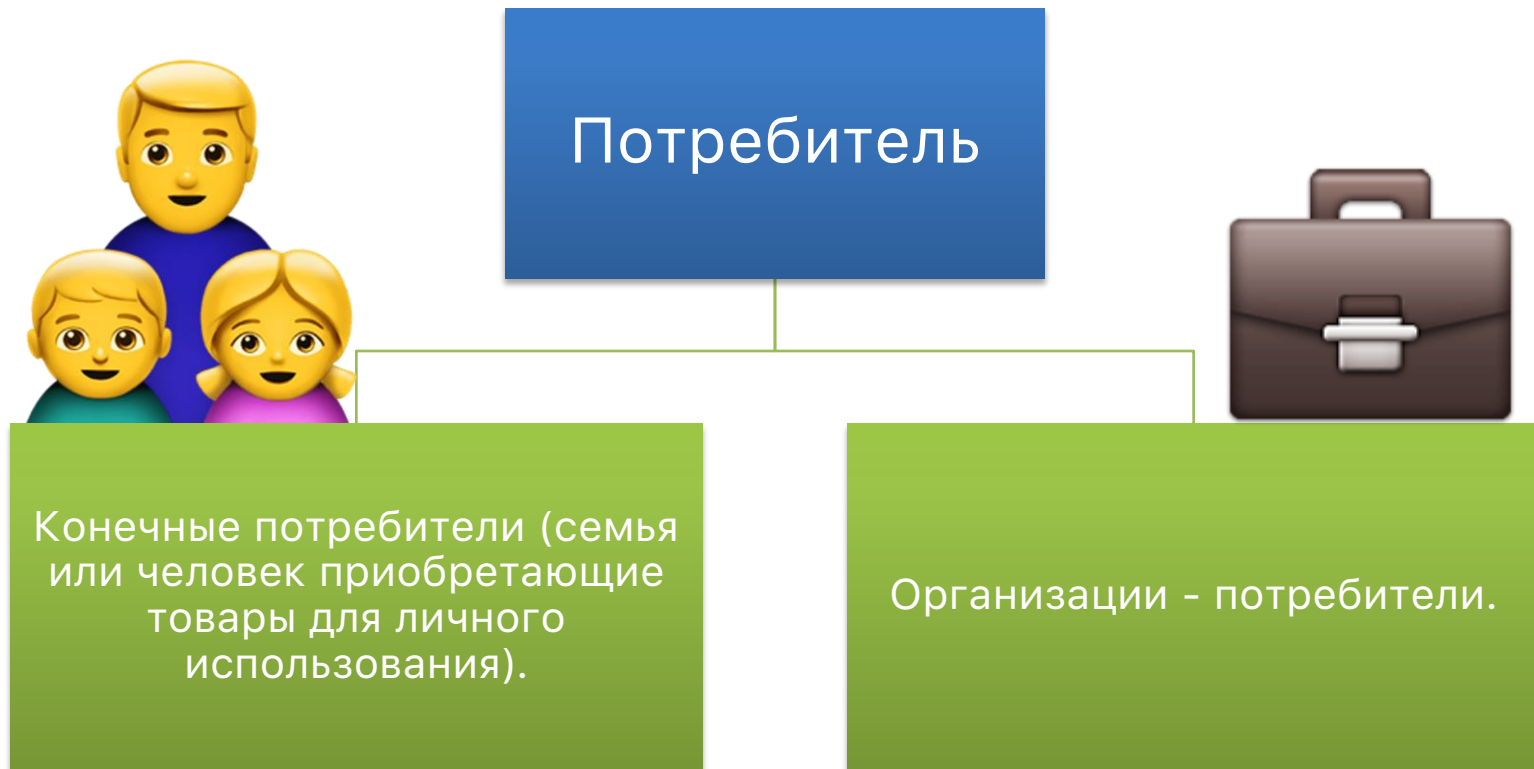 Потребитель
Конечные потребители (семья
или человек приобретающие
товары для личного
использования).
Организации - потребители.